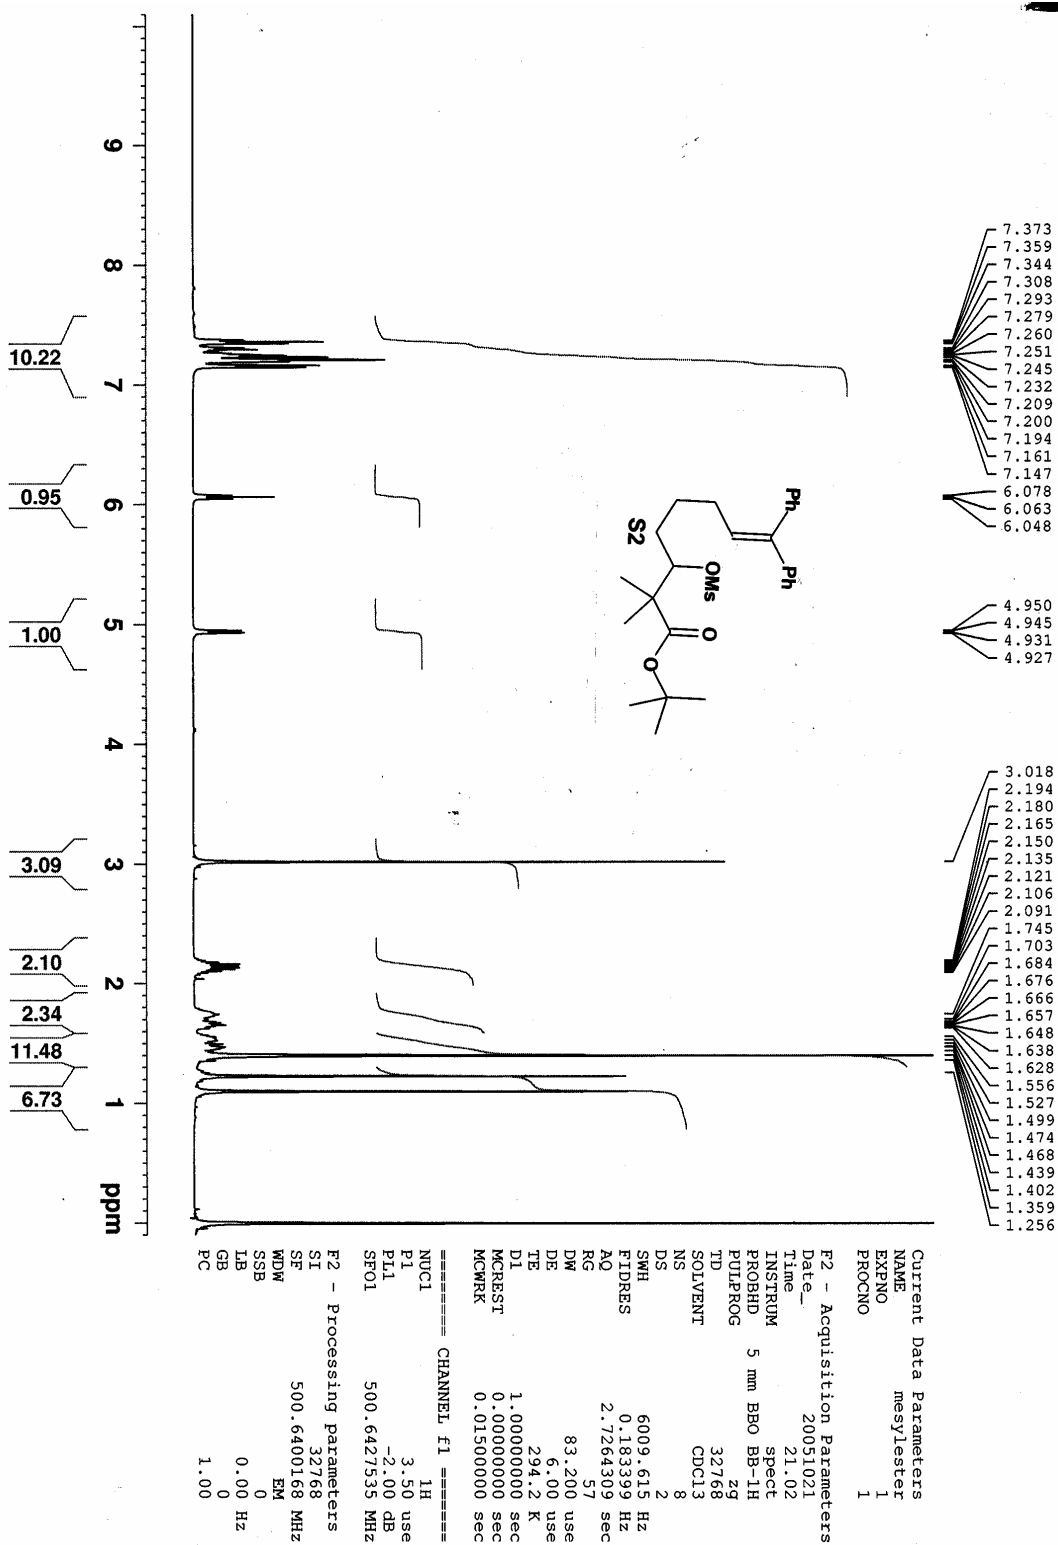 7.373
7.359
7.344
7.308
7.293
7.279
7.260
7.251
7.245
7.232
7.209
7.200
7.194
7.161
7.147
6.078
6.063
6.048
4.950
4.945
4.931
4.927
3.018
2.194
2.180
2.165
2.150
2.135
2.121
2.106
2.091
1.745
1.703
1.684
1.676
1.666
1.657
1.648
1.638
1.628
1.556
1.527
1.499
1.474
1.468
1.439
1.402
1.359
1.256
Ph
Ph
OMs
O
O
S2
9
8
7
6
5
4
3
2
1
ppm
10.22
0.95
1.00
3.09
2.10
2.34
11.48
6.73
Current Data Parameters
NAME mesylester
EXPNO 1
PROCNO 1
F2 - Acquisition Parameters
Date_ 20051021
Time 21.02
INSTRUM spect
PROBHD 5 mm BBO BB-1H
PULPROG zg
TD 32768
SOLVENT CDCl3
NS 8
DS 2
SWH 6009.615 Hz
FIDRES 0.183399 Hz
AQ 2.7264309 sec
RG 57
DW 83.200 use
DE 6.00 use
TE 294.2 K
D1 1.00000000 sec
MCREST 0.00000000 sec
MCWRK 0.01500000 sec
======== CHANNEL f1 ========
NUC1 1H
P1 3.50 use
PL1 -2.00 dB
SFO1 500.6427535 MHz
F2 - Processing parameters
SI 32768
SF 500.6400168 MHz
WDW EM
SSB 0
LB 0.00 Hz
GB 0
PC 1.00